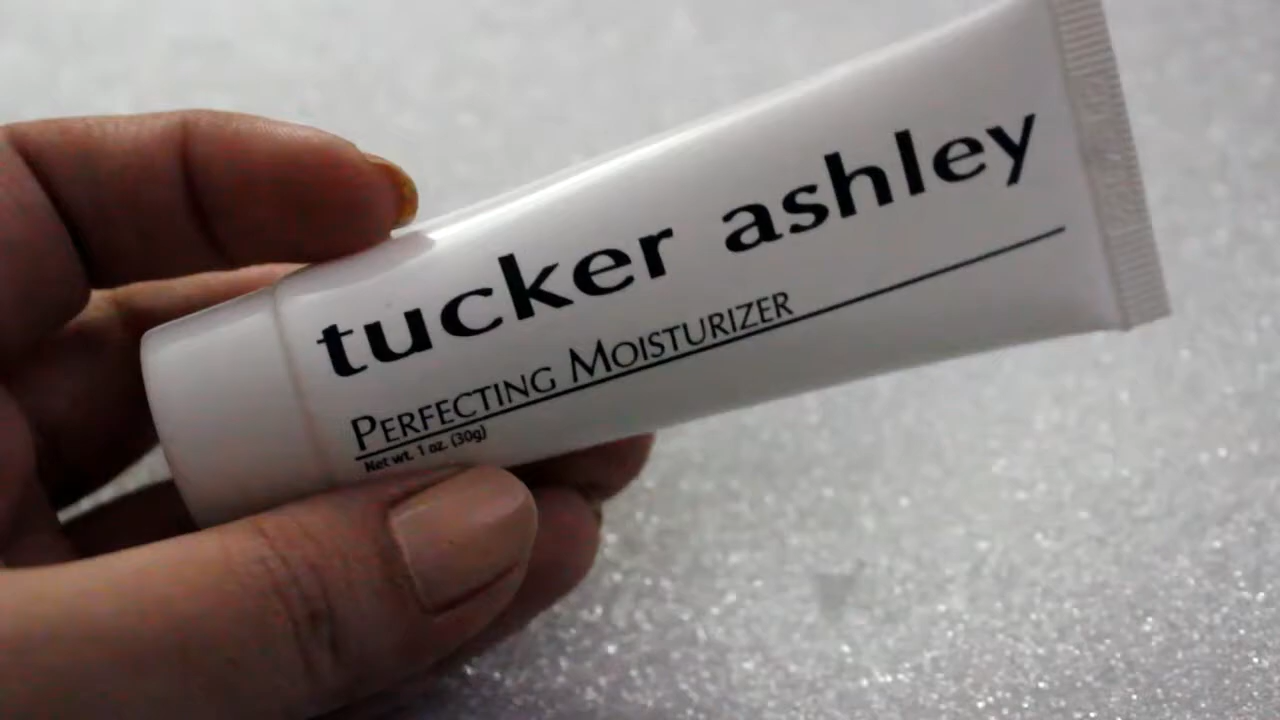 tucker ashley
PERFECTING MOISTURIZER
Net wt. 1 oz. (30g)